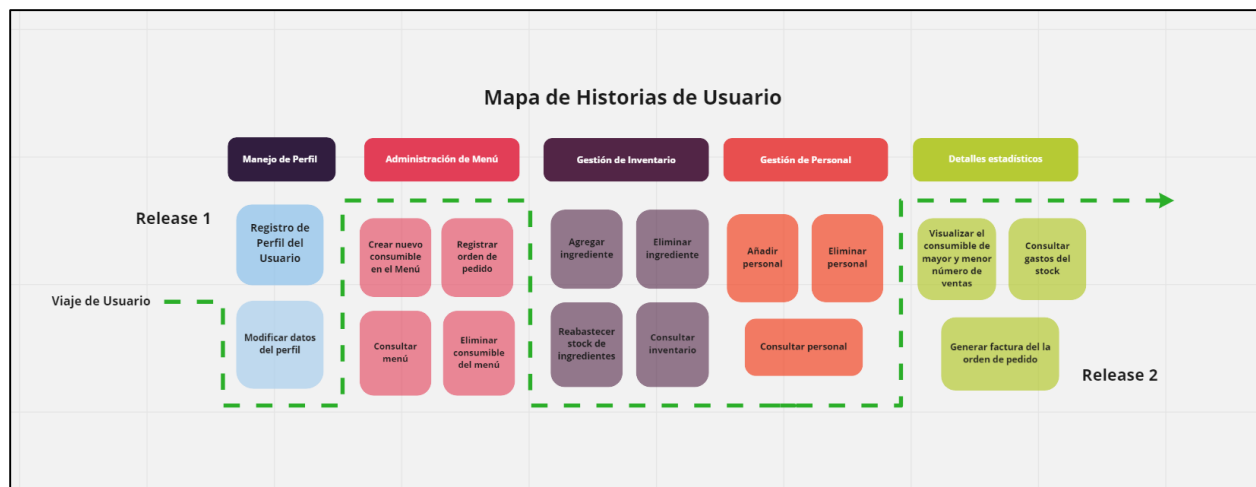 Mapa de Historias de Usuario
Manejo de Perfil
Administración de Menú
Gestión de Inventario
Gestión de Personal
Detalles estadísticos
Release 1
Registro de
Perfil del
Usuario
Crear nuevo
consumible
en el Menú
Registrar
orden de
pedido
Agregar
ingrediente
Eliminar
ingrediente
Añadir
personal
Eliminar
personal
Visualizar el
consumible de
mayor y menor
número de
ventas
Consultar
gastos del
stock
Viaje de Usuario
Modificar datos
del perfil
Consultar
menú
Eliminar
consumible
del menú
Reabastecer
stock de
ingredientes
Consultar
inventario
Consultar personal
Generar factura del la
orden de pedido
Release 2